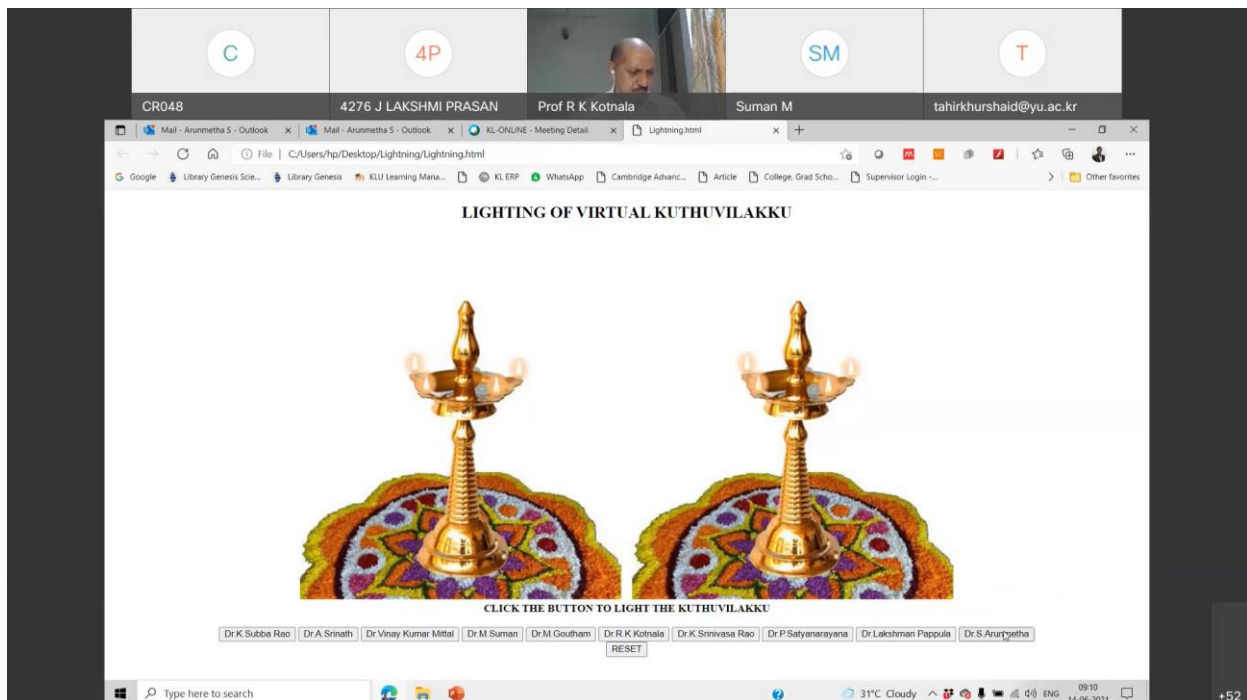 C
4P
SM
T
CR048
4276 J LAKSHMI PRASAN
Prof R K Kotnala
Suman M
tahirkhurshaid@yu.ac.kr
Mail - Arunmetha S - Outlook
Mail - Arunmetha S - Outlook
KL-ONLINE - Meeting Detail
Lightning.html
File | C:/Users/hp/Desktop/Lightning/Lightning.html
Google
Library Genesis Scie...
Library Genesis
KLU Learning Mana...
KL ERP
WhatsApp
Cambridge Advanc...
Article
College, Grad Scho...
Supervisor Login -...
Other favorites
LIGHTING OF VIRTUAL KUTHUVILAKKU
CLICK THE BUTTON TO LIGHT THE KUTHUVILAKKU
Dr.K.Subba Rao
Dr.A.Srinath
Dr.Vinay Kumar Mittal
Dr.M.Suman
Dr.M.Goutham
Dr.R.K.Kotnala
Dr.K.Srinivasa Rao
Dr.P.Satyanarayana
Dr.Lakshman Pappula
Dr.S.Arunmetha
RESET
Type here to search
31°C Cloudy
ENG
09:10
14-06-2021
+52